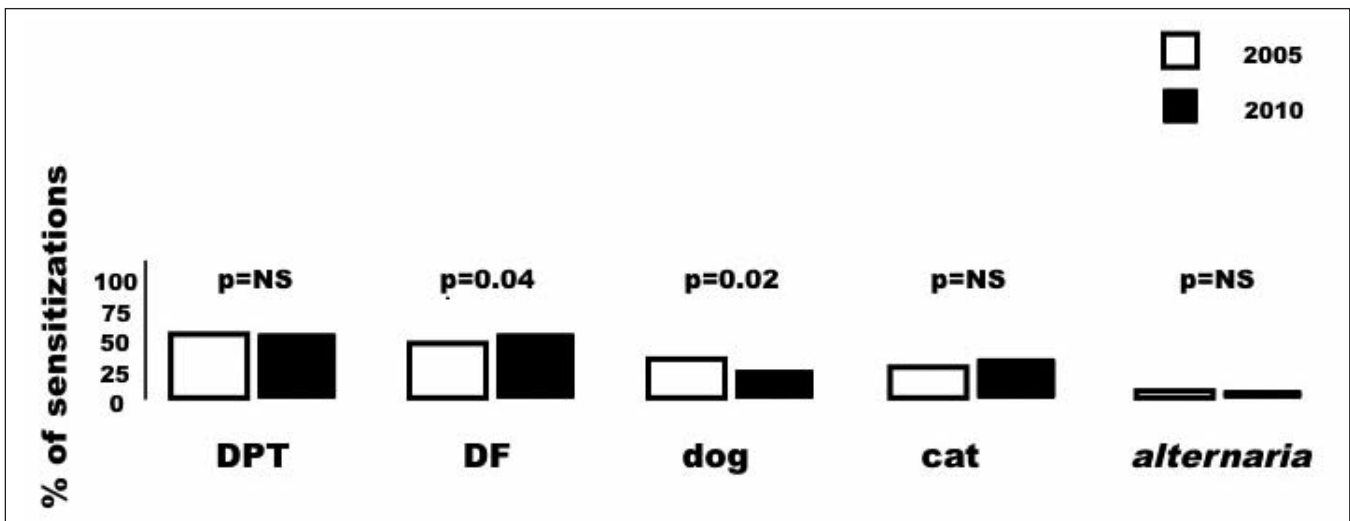 2005
2010
% of sensitizations
100
75
50
25
0
p=NS
p=0.04
p=0.02
p=NS
p=NS
DPT
DF
dog
cat
alternaria